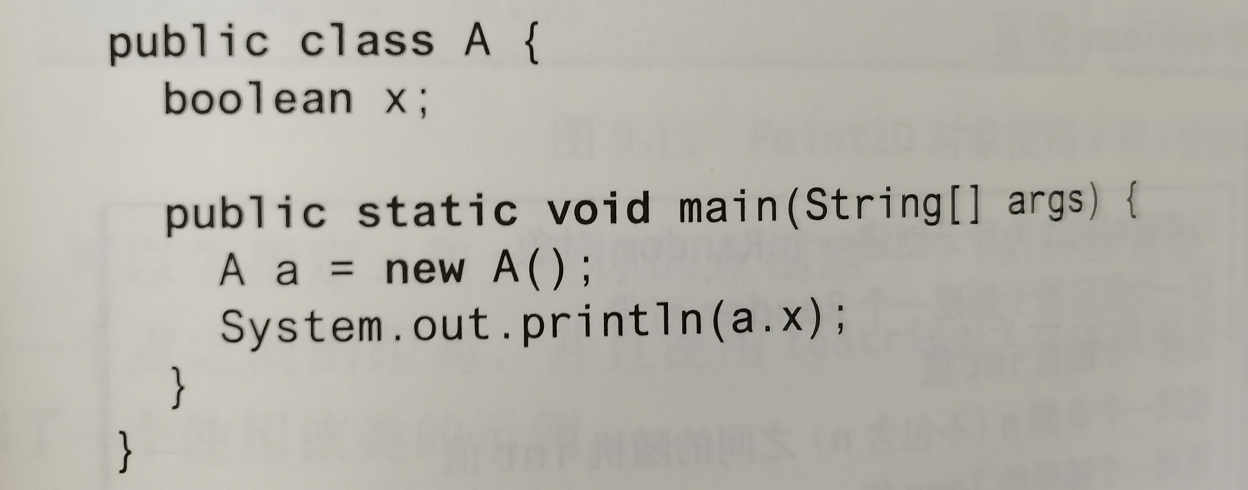 public class A {
boolean x;
public static void main(String[] args) {
A a = new A();
System.out.println(a.x);
}
}